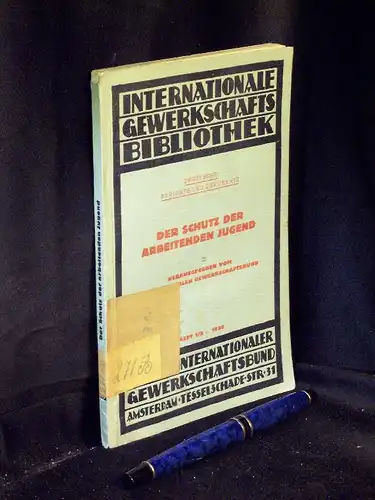 INTERNATIONALE
GEWERKSCHAFTS
BIBLIOTHEK
DER SCHUTZ DER
ARBEITENDEN JUGEND
HERAUSGEGEBEN VOM
GEWERKSCHAFTSBUND
INTERNATIONALER
GEWERKSCHAFTSBUND
AMSTERDAM·TESSELSCHADE-STR·31
Der Schutz der arbeitenden Jugend